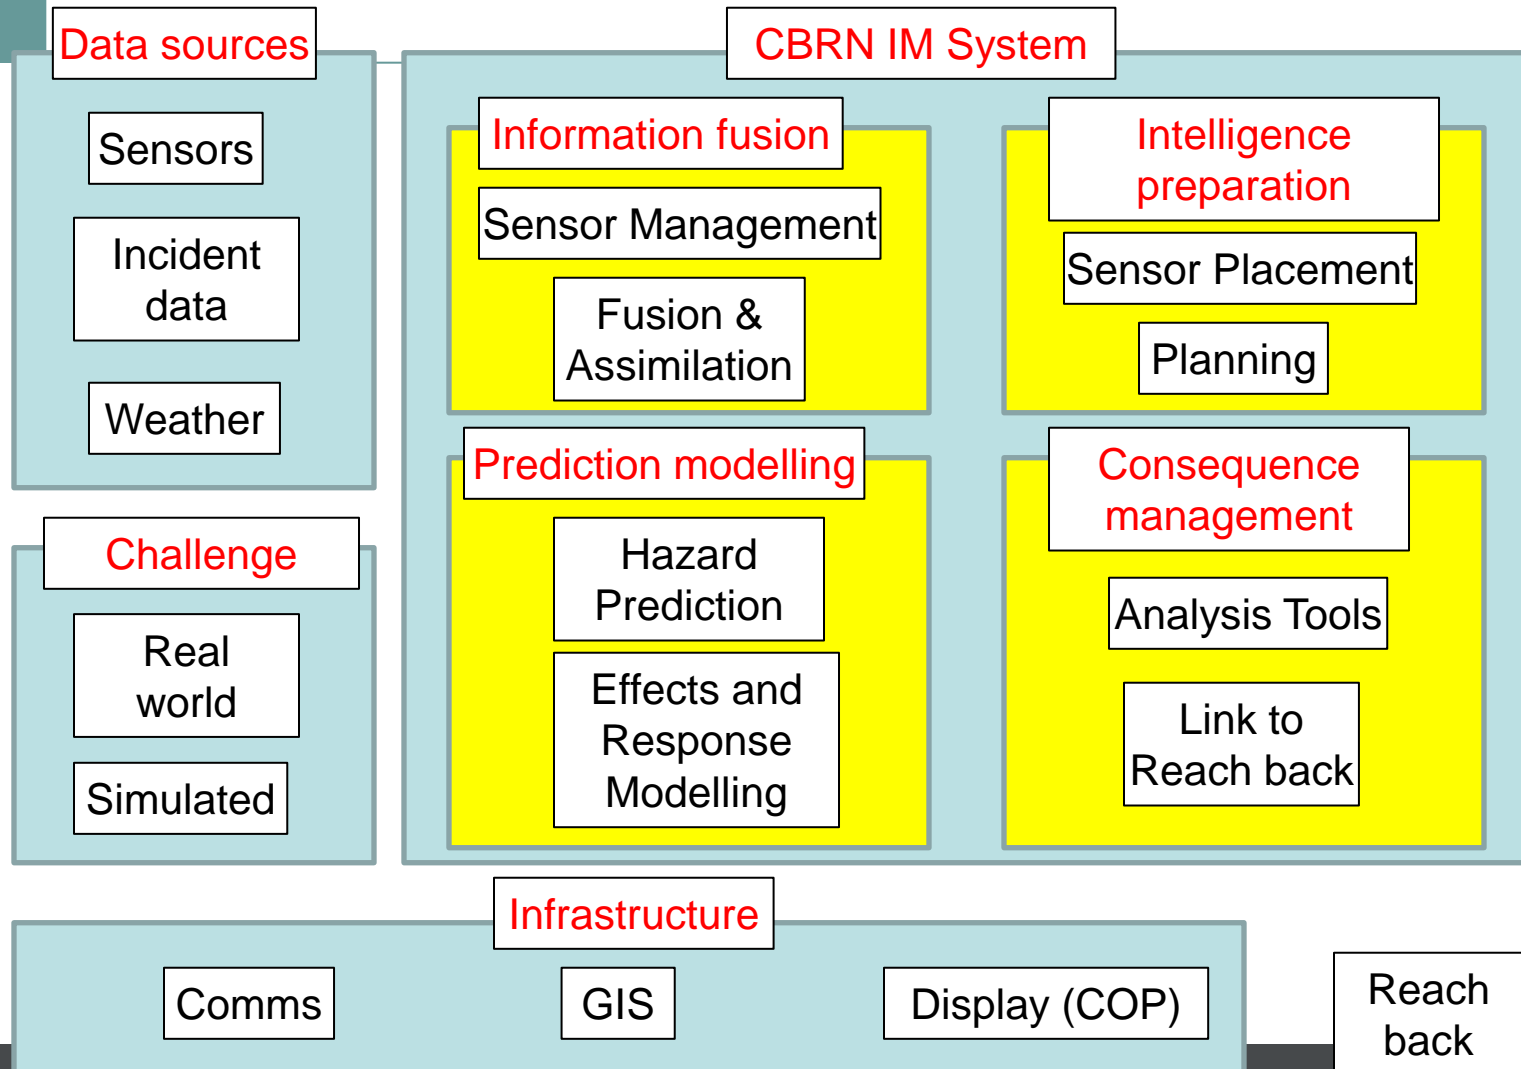 Data sources
Sensors
Incident
data
Weather
Challenge
Real
world
Simulated
CBRN IM System
Information fusion
Sensor Management
Fusion &
Assimilation
Intelligence
preparation
Sensor Placement
Planning
Prediction modelling
Hazard
Prediction
Effects and
Response
Modelling
Consequence
management
Analysis Tools
Link to
Reach back
Infrastructure
Comms
GIS
Display (COP)
Reach
back